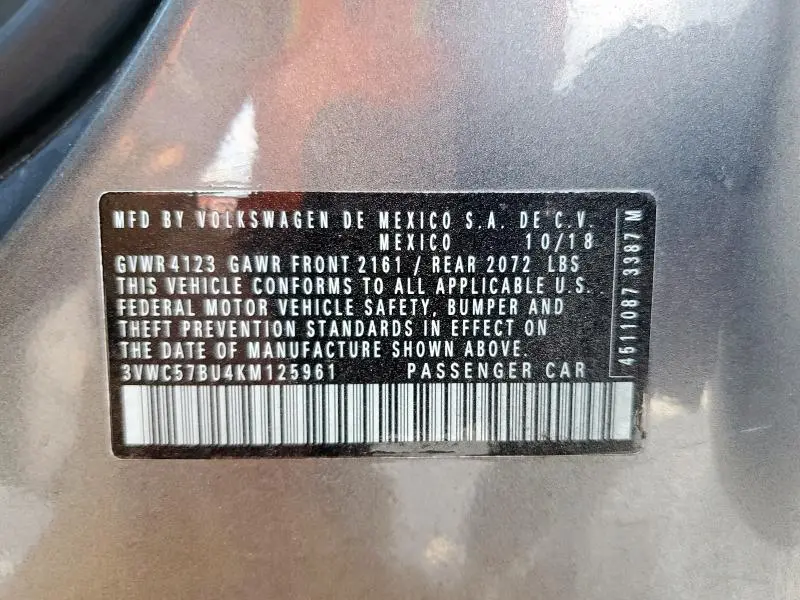 MFD BY VOLKSWAGEN DE MEXICO S.A. DE C.V.
MEXICO 10/18
GVWR 4123 GAWR FRONT 2161 / REAR 2072 LBS
THIS VEHICLE CONFORMS TO ALL APPLICABLE U.S.
FEDERAL MOTOR VEHICLE SAFETY, BUMPER AND
THEFT PREVENTION STANDARDS IN EFFECT ON
THE DATE OF MANUFACTURE SHOWN ABOVE.
3VWC57BU4KM125961 PASSENGER CAR
4511087 3387 M